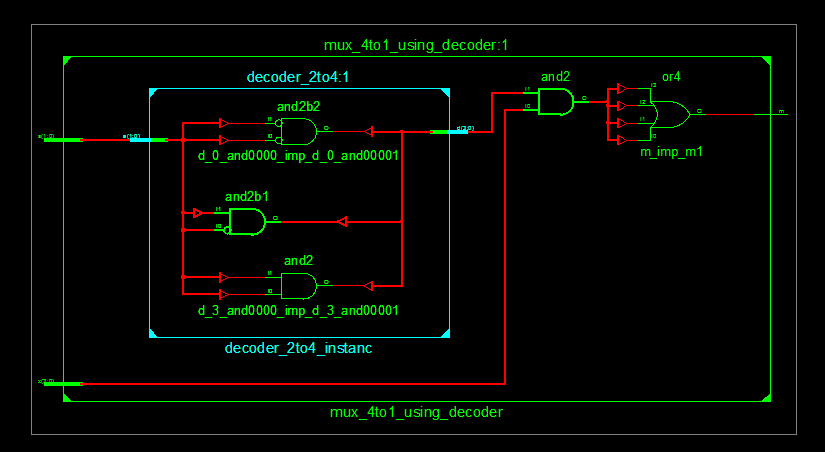 mux_4to1_using_decoder:1
decoder_2to4:1
and2
or4
and2b2
d_0_and0000_imp_d_0_and00001
m_imp_m1
and2b1
and2
d_3_and0000_imp_d_3_and00001
decoder_2to4_instanc
mux_4to1_using_decoder